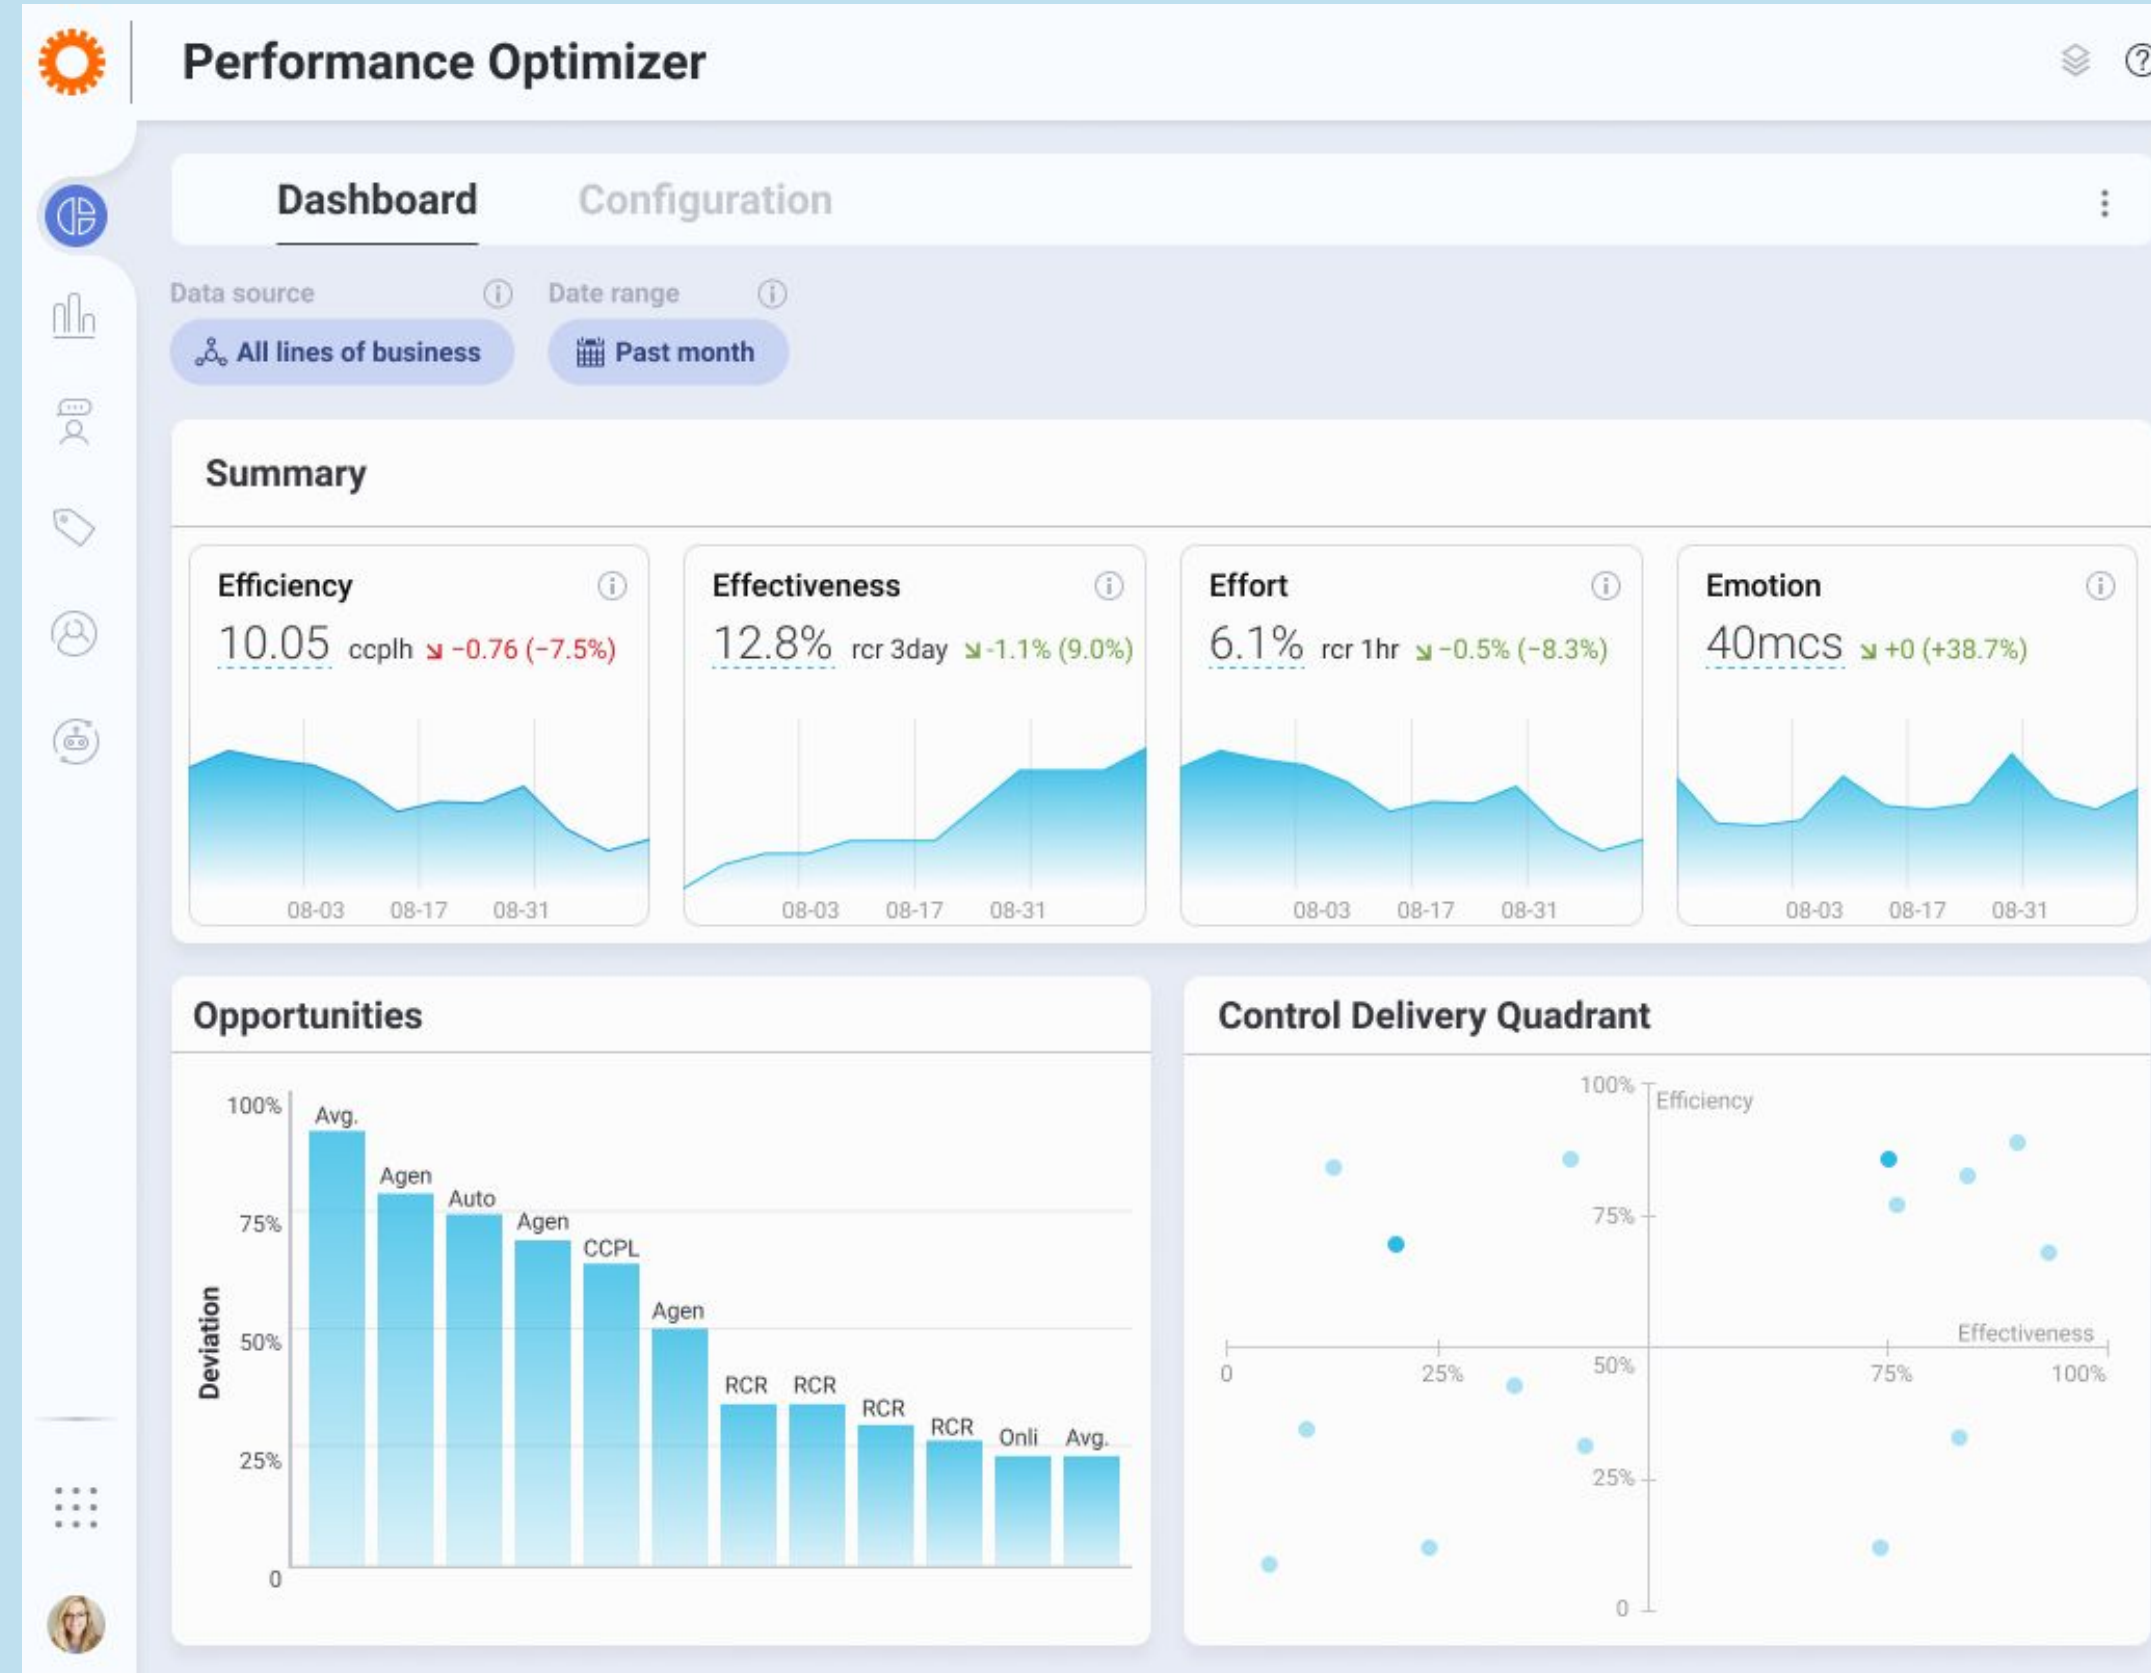 Performance Optimizer
?
Dashboard
Configuration
Data source
Date range
All lines of business
Past month
Summary
Efficiency
10.05 ccplh −0.76 (−7.5%)
08-03 08-17 08-31
Effectiveness
12.8% rcr 3day -1.1% (9.0%)
08-03 08-17 08-31
Effort
6.1% rcr 1hr −0.5% (−8.3%)
08-03 08-17 08-31
Emotion
40mcs +0 (+38.7%)
08-03 08-17 08-31
Opportunities
Deviation
100%
75%
50%
25%
0
Avg.
Agen
Auto
Agen
CCPL
Agen
RCR
RCR
RCR
RCR
Onli
Avg.
Control Delivery Quadrant
100%
Efficiency
75%
Effectiveness
0
25%
50%
75%
100%
25%
0